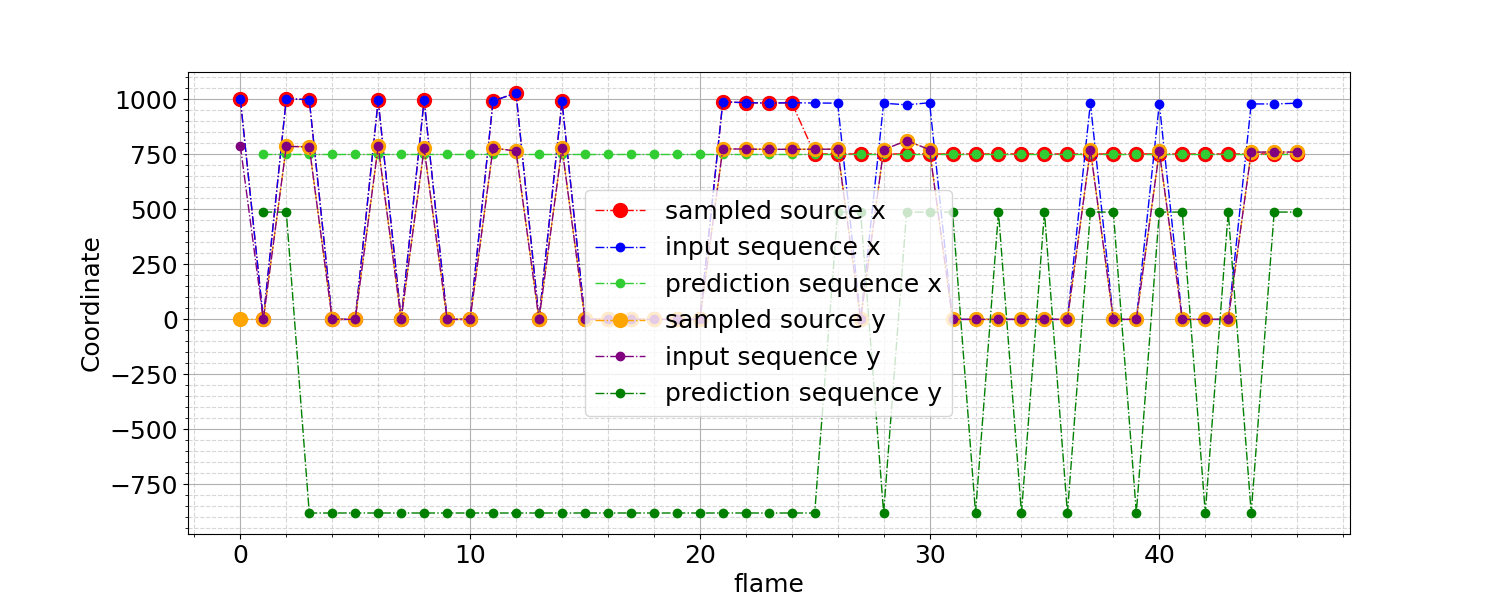 1000
750
500
250
0
−250
−500
−750
Coordinate
sampled source x
input sequence x
prediction sequence x
sampled source y
input sequence y
prediction sequence y
0 10 20 30 40
flame